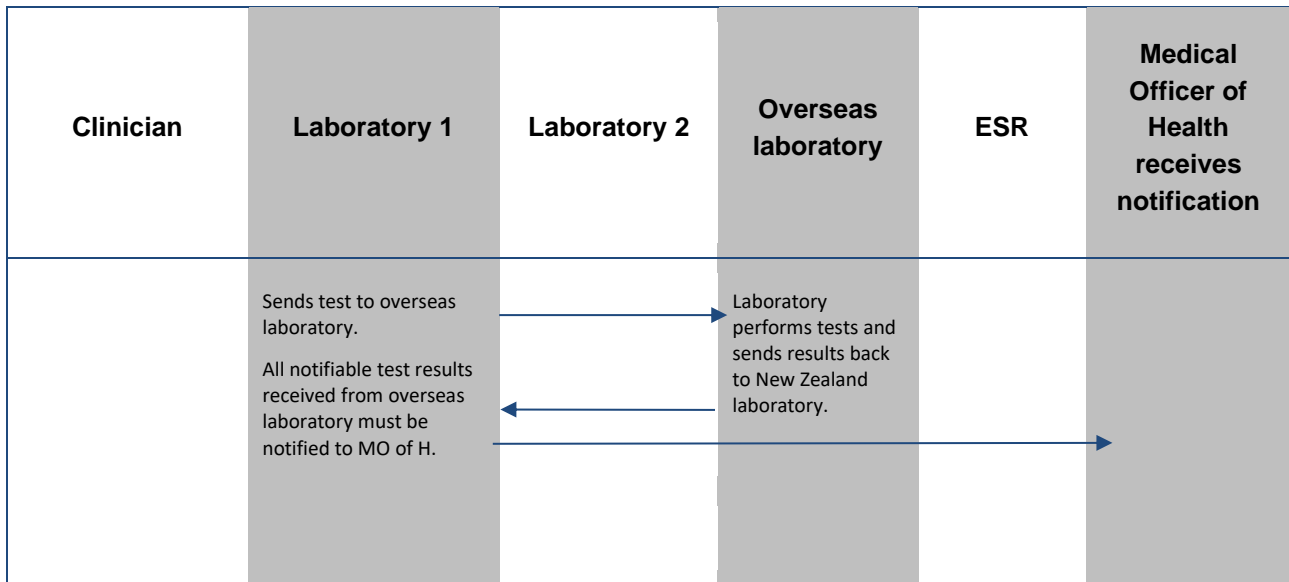 Clinician
Laboratory 1
Laboratory 2
Overseas
laboratory
ESR
Medical
Officer of
Health
receives
notification
Sends test to overseas
laboratory.
All notifiable test results
received from overseas
laboratory must be
notified to MO of H.
Laboratory
performs tests and
sends results back
to New Zealand
laboratory.